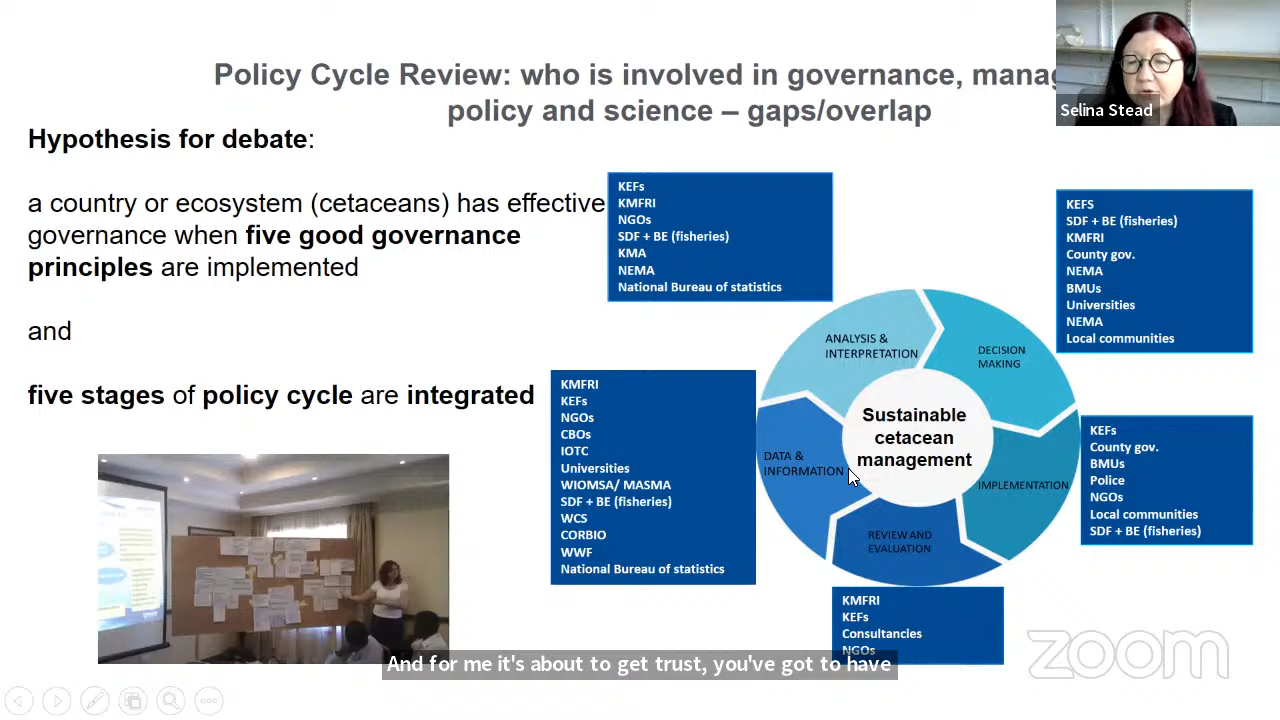 Policy Cycle Review: who is involved in governance, manag
policy and science – gaps/overlap
Selina Stead
Hypothesis for debate:
a country or ecosystem (cetaceans) has effective
governance when five good governance
principles are implemented
and
five stages of policy cycle are integrated
KEFs
KMFRI
NGOs
SDF + BE (fisheries)
KMA
NEMA
National Bureau of statistics
KEFS
SDF + BE (fisheries)
KMFRI
County gov.
NEMA
BMUs
Universities
NEMA
Local communities
KMFRI
KEFs
NGOs
CBOs
IOTC
Universities
WIOMSA/ MASMA
SDF + BE (fisheries)
WCS
CORBIO
WWF
National Bureau of statistics
ANALYSIS &
INTERPRETATION
DECISION
MAKING
Sustainable
cetacean
management
DATA &
INFORMATION
IMPLEMENTATION
REVIEW AND
EVALUATION
KEFs
County gov.
BMUs
Police
NGOs
Local communities
SDF + BE (fisheries)
KMFRI
KEFs
Consultancies
NGOs
And for me it's about to get trust, you've got to have
zoom